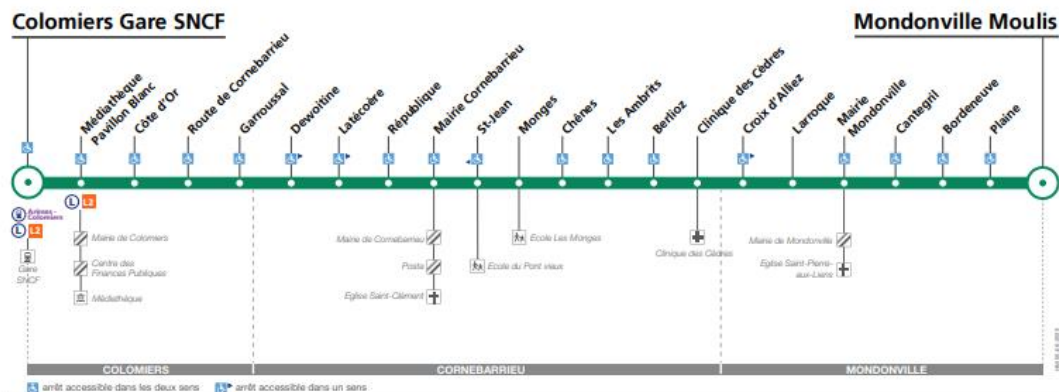 Colomiers Gare SNCF
Mondonville Moulis
Médiathèque
Pavillon Blanc
Côte d'Or
Route de Cornebarrieu
Garroussal
Dewoitine
Latécoère
République
Mairie Cornebarrieu
St-Jean
Monges
Chênes
Les Ambrits
Berlioz
Clinique des Cèdres
Croix d'Alliez
Larroque
Mairie
Mondonville
Cantegril
Bordeneuve
Plaine
Arènes -
Colomiers
L L2
L L2
Gare
SNCF
Mairie de Colomiers
Centre des
Finances Publiques
Médiathèque
Mairie de Cornebarrieu
Poste
Eglise Saint-Clément
Ecole du Pont vieux
Ecole Les Monges
Clinique des Cèdres
Mairie de Mondonville
Eglise Saint-Pierre-
aux-Liens
COLOMIERS
CORNEBARRIEU
MONDONVILLE
arrêt accessible dans les deux sens
arrêt accessible dans un sens